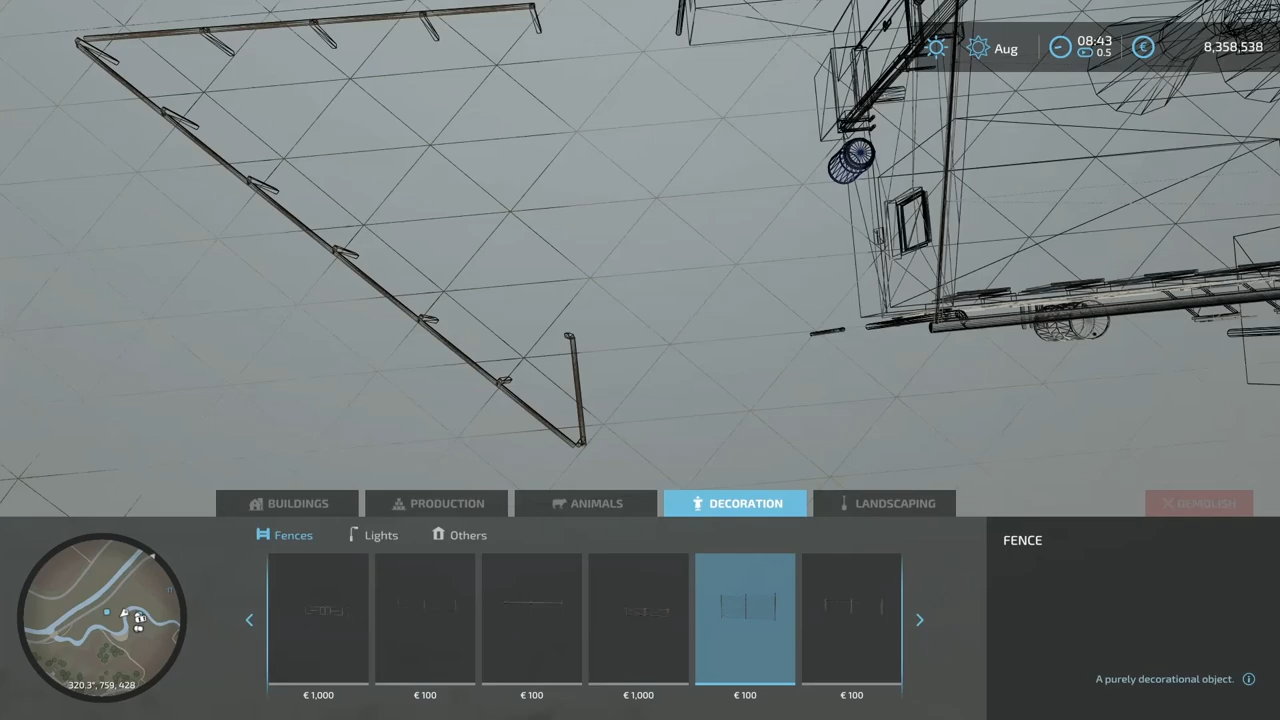 Aug
08:43
0.5
8,358,538
BUILDINGS
PRODUCTION
ANIMALS
DECORATION
LANDSCAPING
DEMOLISH
Fences
Lights
Others
FENCE
€ 1,000
€ 100
€ 100
€ 1,000
€ 100
€ 100
A purely decorational object.
320.3°, 759, 428